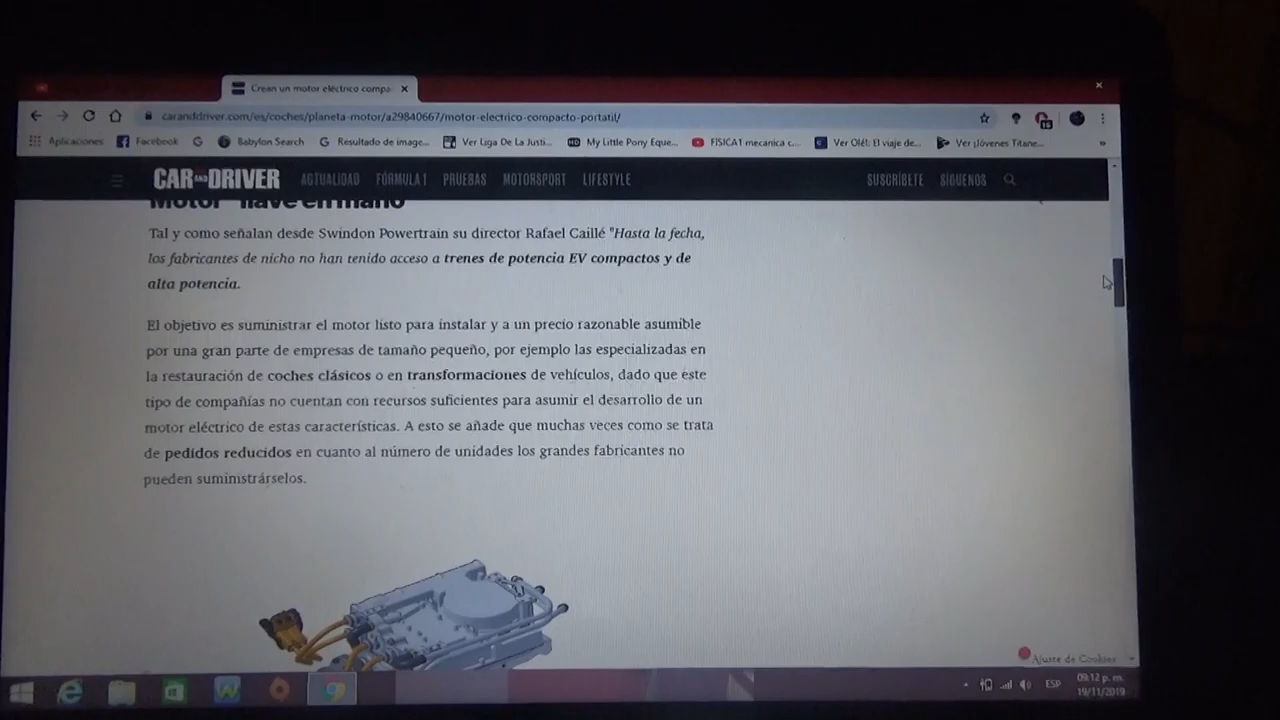 Crean un motor eléctrico compa
caranddriver.com/es/coches/planeta-motor/a29840667/motor-electrico-compacto-portatil/
Aplicaciones Facebook Babylon Search Resultado de image... Ver Liga De La Justi... My Little Pony Eque... FISICA1 mecanica c... Ver Olé!: El viaje de... Ver ¡Jóvenes Titane... »
CAR AND DRIVER ACTUALIDAD FÓRMULA 1 PRUEBAS MOTORSPORT LIFESTYLE SUSCRÍBETE SÍGUENOS
Motor "llave en mano"
Tal y como señalan desde Swindon Powertrain su director Rafael Caillé "Hasta la fecha,
los fabricantes de nicho no han tenido acceso a trenes de potencia EV compactos y de
alta potencia.
El objetivo es suministrar el motor listo para instalar y a un precio razonable asumible
por una gran parte de empresas de tamaño pequeño, por ejemplo las especializadas en
la restauración de coches clásicos o en transformaciones de vehículos, dado que este
tipo de compañías no cuentan con recursos suficientes para asumir el desarrollo de un
motor eléctrico de estas características. A esto se añade que muchas veces como se trata
de pedidos reducidos en cuanto al número de unidades los grandes fabricantes no
pueden suministrárselos.
Ajuste de Cookies
ESP
09:12 p. m.
19/11/2019